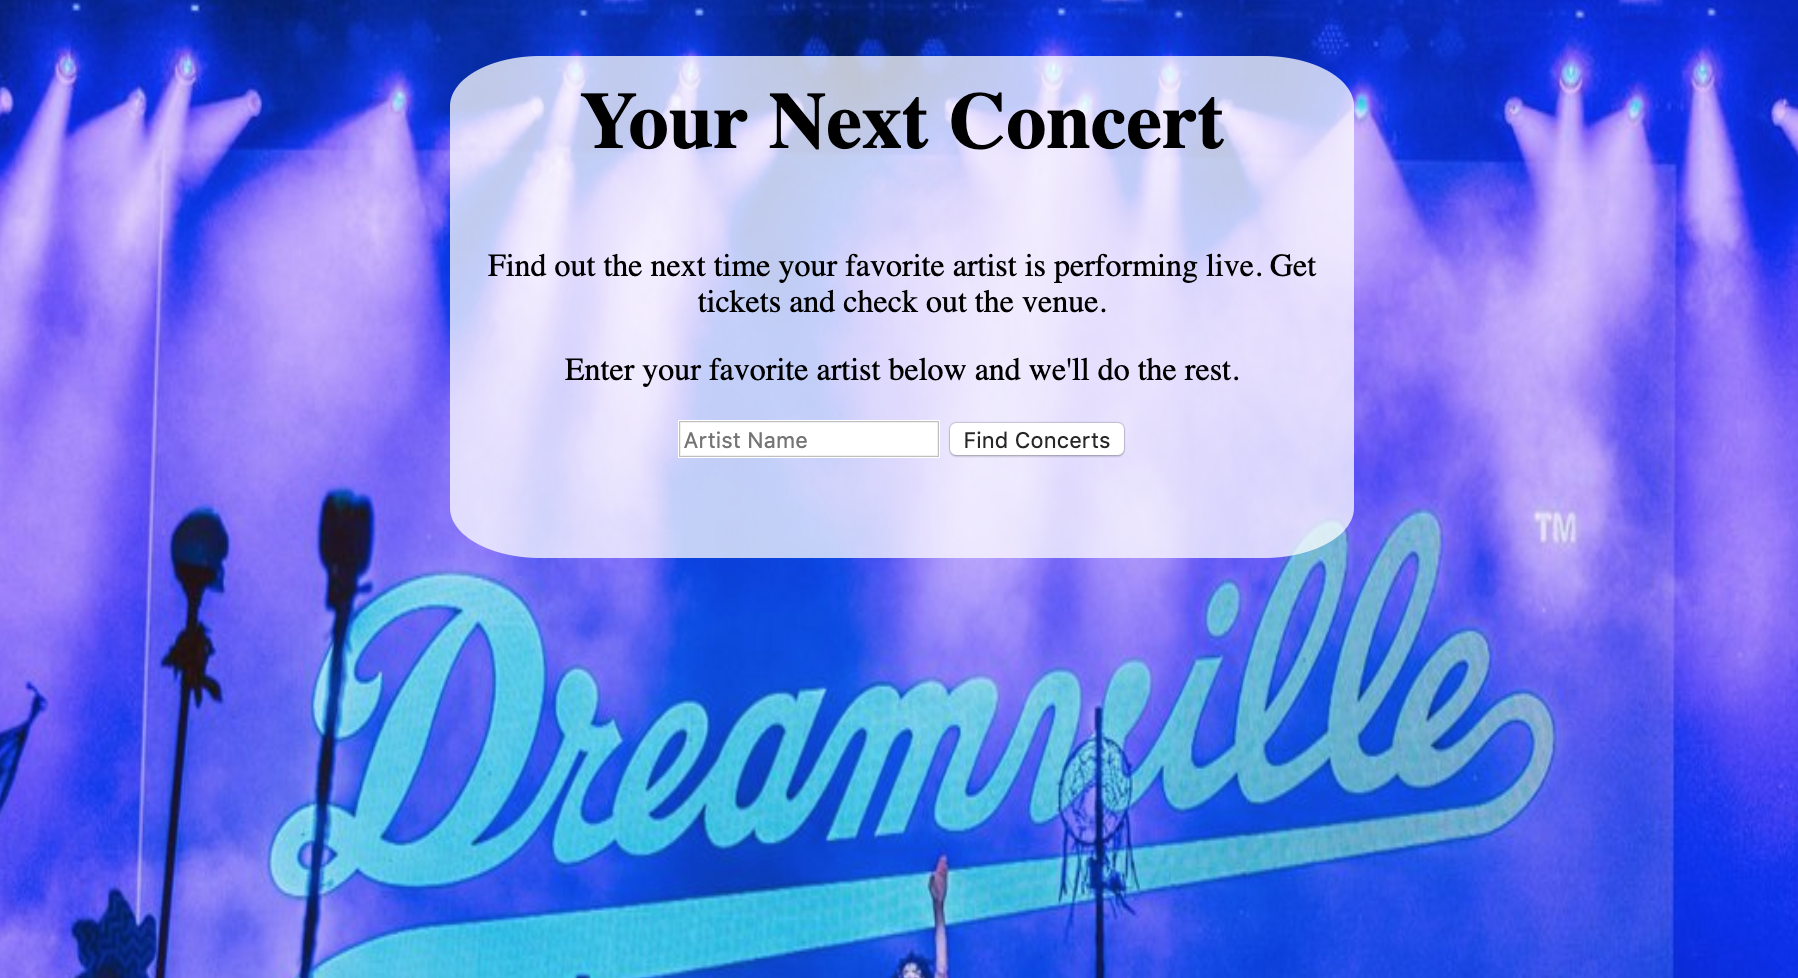 Your Next Concert
Find out the next time your favorite artist is performing live. Get
tickets and check out the venue.
Enter your favorite artist below and we'll do the rest.
Artist Name Find Concerts
TM
Dreamville